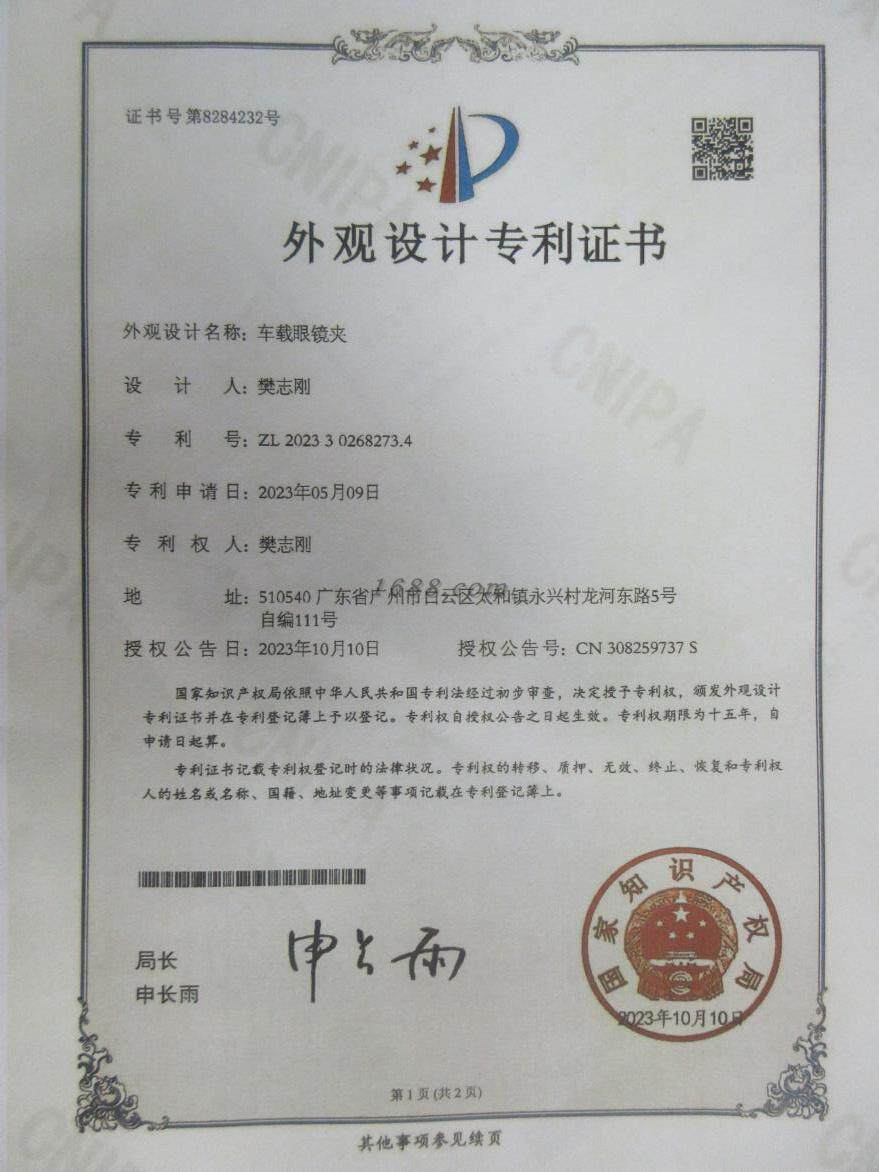 证书号第8284232号
外观设计专利证书
外观设计名称：车载眼镜夹
设计人：樊志刚
专利号：ZL 2023 3 0268273.4
专利申请日：2023年05月09日
专利权人：樊志刚
地址：510540 广东省广州市白云区太和镇永兴村龙河东路5号
自编111号
1688.com
授权公告日：2023年10月10日 授权公告号：CN 308259737 S
国家知识产权局依照中华人民共和国专利法经过初步审查，决定授予专利权，颁发外观设计
专利证书并在专利登记簿上予以登记。专利权自授权公告之日起生效。专利权期限为十五年，自
申请日起算。
专利证书记载专利权登记时的法律状况。专利权的转移、质押、无效、终止、恢复和专利权
人的姓名或名称、国籍、地址变更等事项记载在专利登记簿上。
局长
申长雨
申长雨
国家知识产权局
2023年10月10日
第1页(共2页)
其他事项参见续页
CNIPA
CNIPA